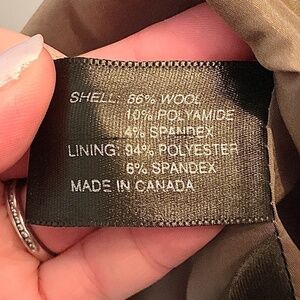 SHELL: 86% WOOL
10% POLYAMIDE
4% SPANDEX
LINING: 94% POLYESTER
6% SPANDEX
MADE IN CANADA